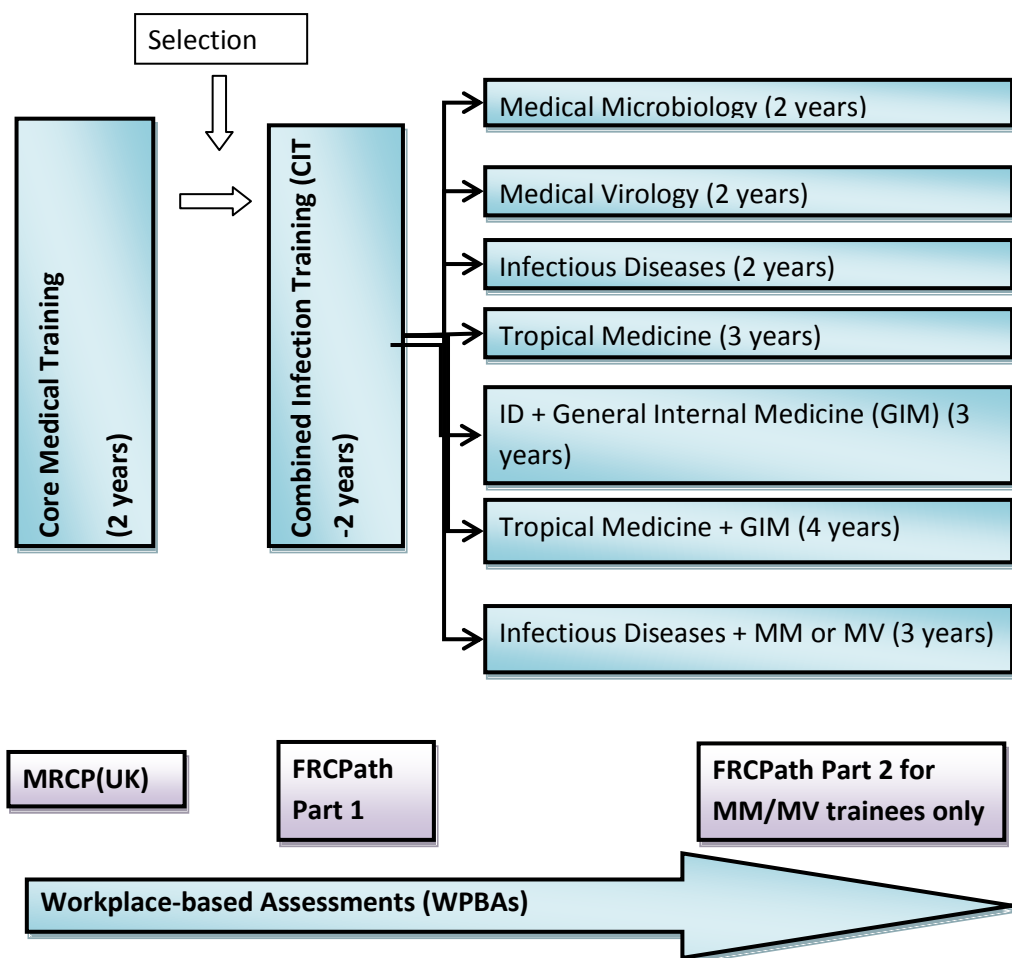 Selection
Core Medical Training
(2 years)
Combined Infection Training (CIT
-2 years)
Medical Microbiology (2 years)
Medical Virology (2 years)
Infectious Diseases (2 years)
Tropical Medicine (3 years)
ID + General Internal Medicine (GIM) (3
years)
Tropical Medicine + GIM (4 years)
Infectious Diseases + MM or MV (3 years)
MRCP(UK)
FRCPath
Part 1
FRCPath Part 2 for
MM/MV trainees only
Workplace-based Assessments (WPBAs)